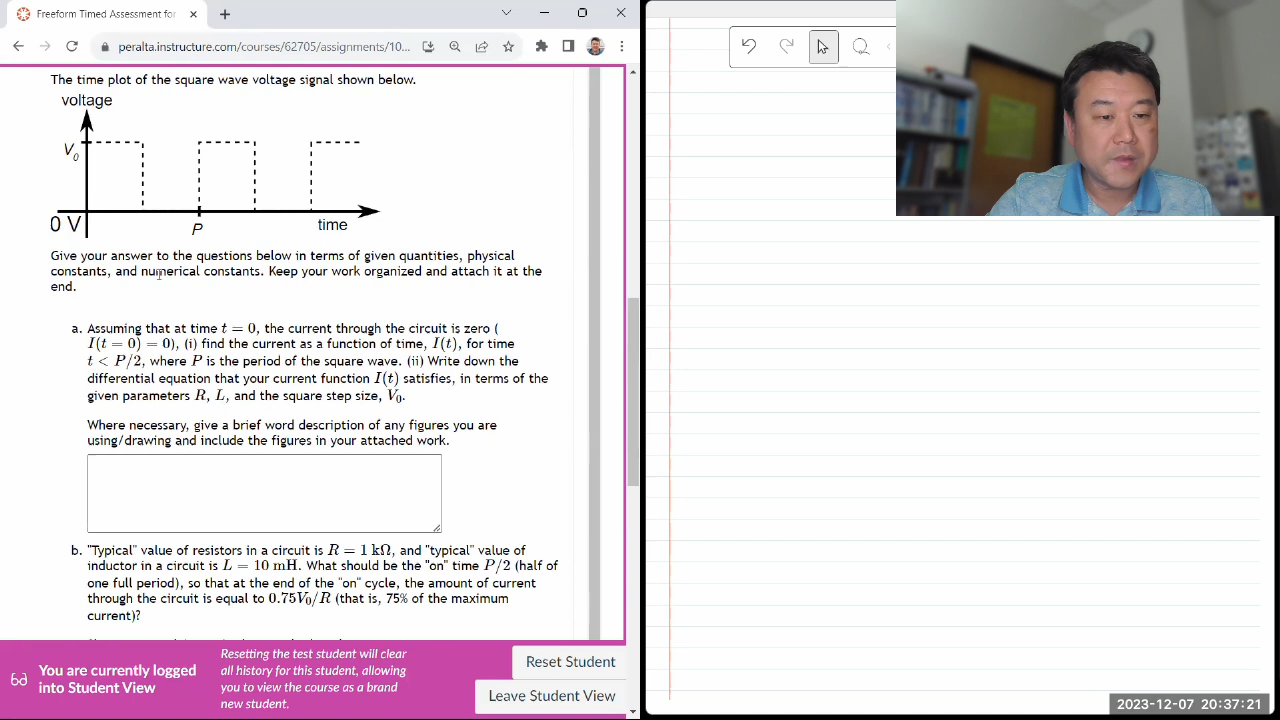 Freeform Timed Assessment for
peralta.instructure.com/courses/62705/assignments/10...
The time plot of the square wave voltage signal shown below.
voltage
V₀
0 V
P
time
Give your answer to the questions below in terms of given quantities, physical
constants, and numerical constants. Keep your work organized and attach it at the
end.
a. Assuming that at time t = 0, the current through the circuit is zero (
I(t = 0) = 0), (i) find the current as a function of time, I(t), for time
t < P/2, where P is the period of the square wave. (ii) Write down the
differential equation that your current function I(t) satisfies, in terms of the
given parameters R, L, and the square step size, V₀.
Where necessary, give a brief word description of any figures you are
using/drawing and include the figures in your attached work.
b. "Typical" value of resistors in a circuit is R = 1 kΩ, and "typical" value of
inductor in a circuit is L = 10 mH. What should be the "on" time P/2 (half of
one full period), so that at the end of the "on" cycle, the amount of current
through the circuit is equal to 0.75V₀/R (that is, 75% of the maximum
current)?
You are currently logged
into Student View
Resetting the test student will clear
all history for this student, allowing
you to view the course as a brand
new student.
Reset Student
Leave Student View
2023-12-07 20:37:21